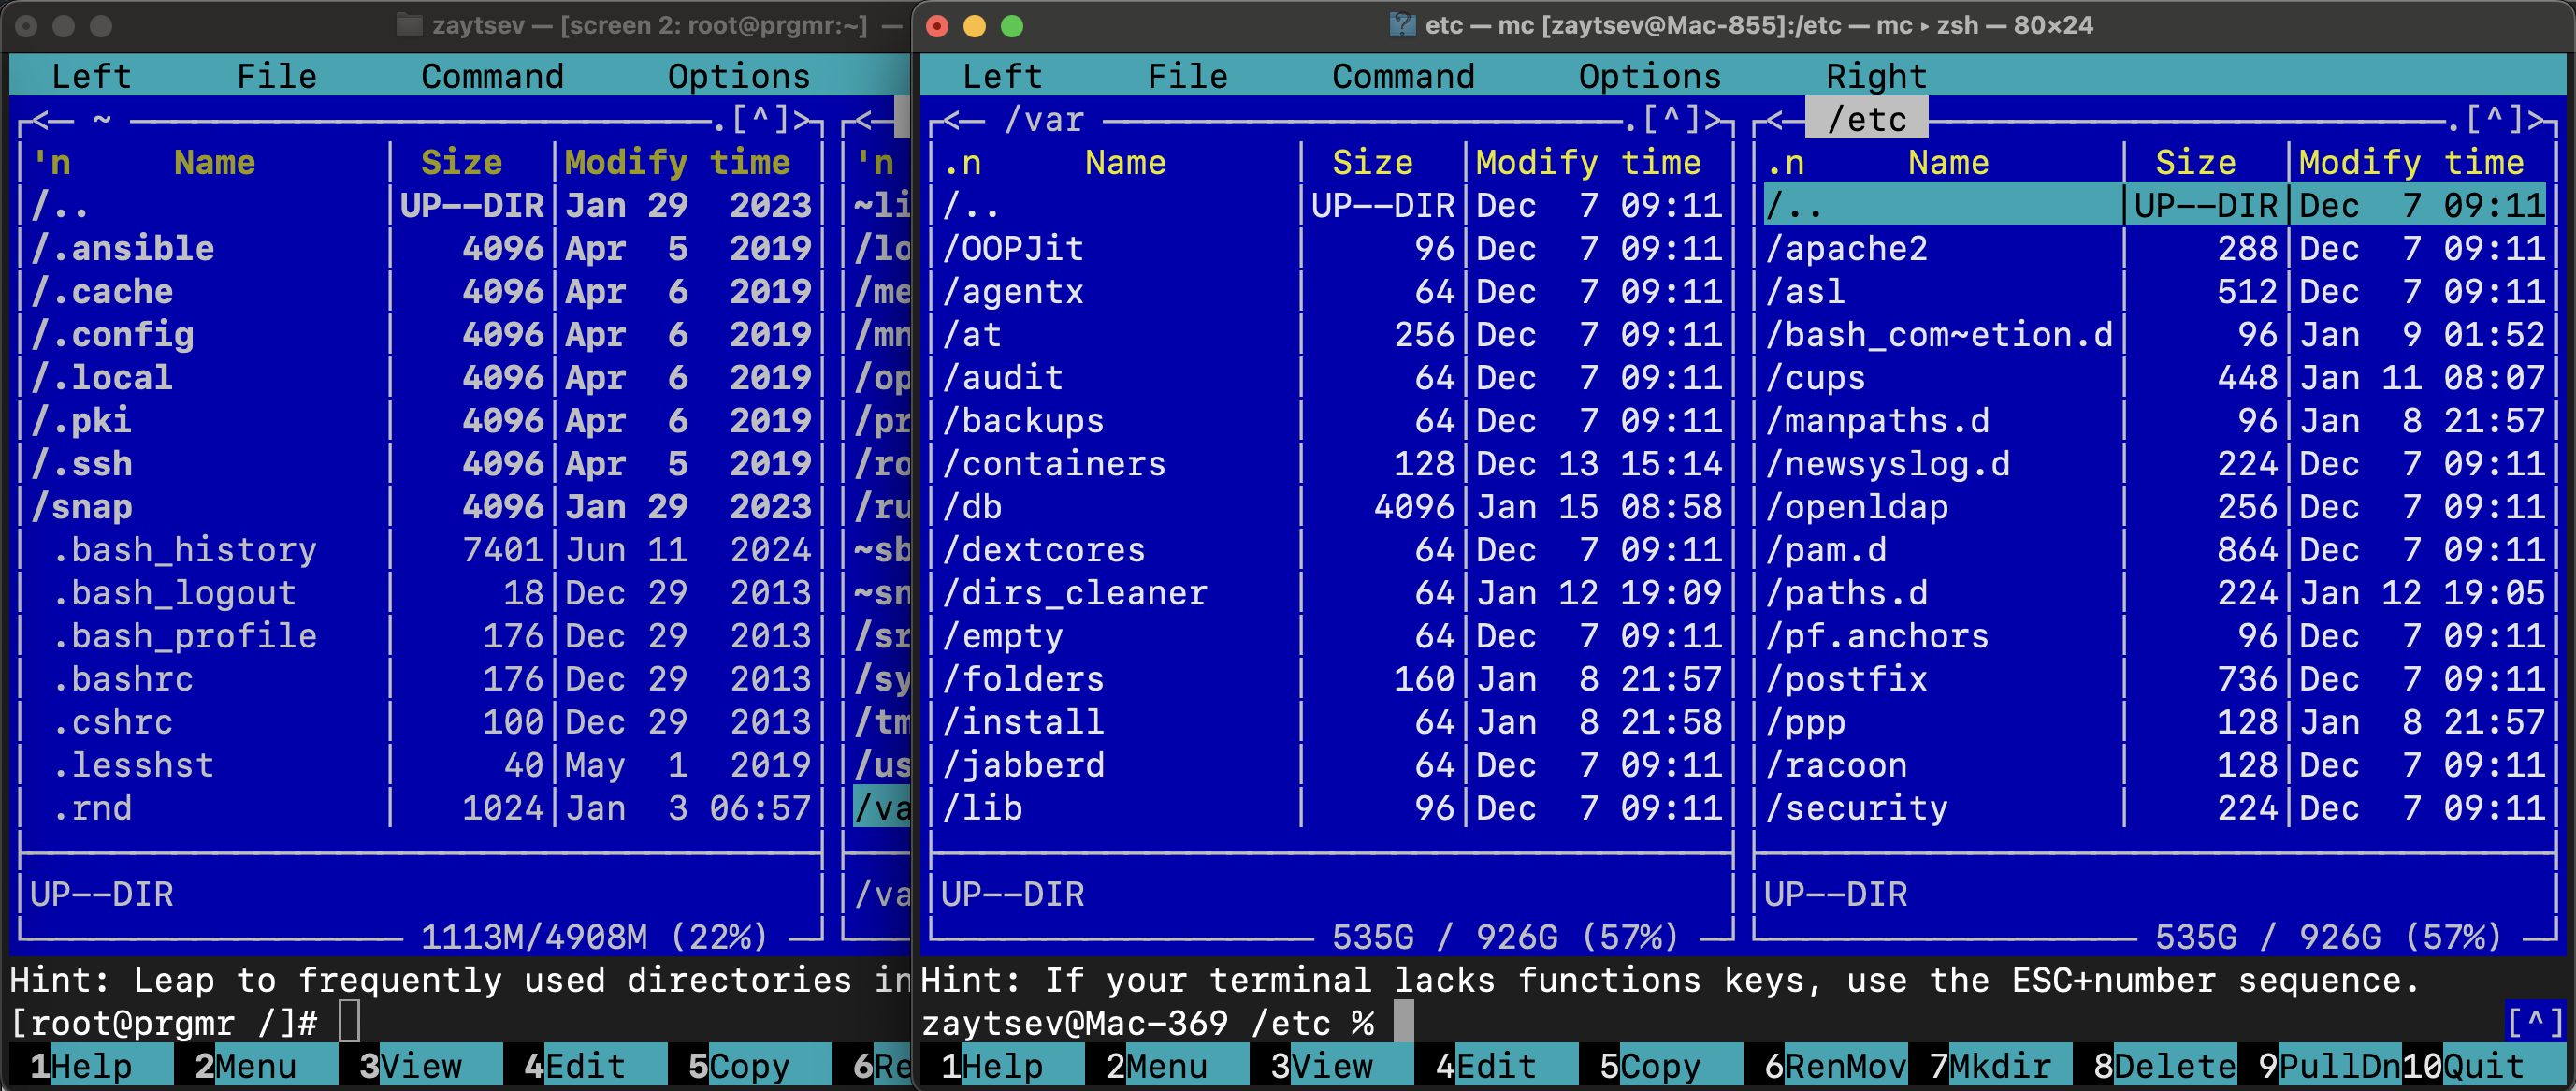 zaytsev — [screen 2: root@prgmr:~] —
Left File Command Options
<— ~ .[^]>
'n Name Size Modify time 'n
/.. UP--DIR Jan 29 2023 ~li
/.ansible 4096 Apr 5 2019 /lo
/.cache 4096 Apr 6 2019 /me
/.config 4096 Apr 6 2019 /mn
/.local 4096 Apr 6 2019 /op
/.pki 4096 Apr 6 2019 /pr
/.ssh 4096 Apr 5 2019 /ro
/snap 4096 Jan 29 2023 /ru
.bash_history 7401 Jun 11 2024 ~sb
.bash_logout 18 Dec 29 2013 ~sn
.bash_profile 176 Dec 29 2013 /sr
.bashrc 176 Dec 29 2013 /sy
.cshrc 100 Dec 29 2013 /tm
.lesshst 40 May 1 2019 /us
.rnd 1024 Jan 3 06:57 /va
UP--DIR /va
1113M/4908M (22%)
Hint: Leap to frequently used directories in
[root@prgmr /]#
1Help 2Menu 3View 4Edit 5Copy 6Re
etc — mc [zaytsev@Mac-855]:/etc — mc ▸ zsh — 80×24
Left File Command Options Right
<— /var .[^]> <— /etc .[^]>
.n Name Size Modify time .n Name Size Modify time
/.. UP--DIR Dec 7 09:11 /.. UP--DIR Dec 7 09:11
/OOPJit 96 Dec 7 09:11 /apache2 288 Dec 7 09:11
/agentx 64 Dec 7 09:11 /asl 512 Dec 7 09:11
/at 256 Dec 7 09:11 /bash_com~etion.d 96 Jan 9 01:52
/audit 64 Dec 7 09:11 /cups 448 Jan 11 08:07
/backups 64 Dec 7 09:11 /manpaths.d 96 Jan 8 21:57
/containers 128 Dec 13 15:14 /newsyslog.d 224 Dec 7 09:11
/db 4096 Jan 15 08:58 /openldap 256 Dec 7 09:11
/dextcores 64 Dec 7 09:11 /pam.d 864 Dec 7 09:11
/dirs_cleaner 64 Jan 12 19:09 /paths.d 224 Jan 12 19:05
/empty 64 Dec 7 09:11 /pf.anchors 96 Dec 7 09:11
/folders 160 Jan 8 21:57 /postfix 736 Dec 7 09:11
/install 64 Jan 8 21:58 /ppp 128 Jan 8 21:57
/jabberd 64 Dec 7 09:11 /racoon 128 Dec 7 09:11
/lib 96 Dec 7 09:11 /security 224 Dec 7 09:11
UP--DIR UP--DIR
535G / 926G (57%) 535G / 926G (57%)
Hint: If your terminal lacks functions keys, use the ESC+number sequence.
zaytsev@Mac-369 /etc % [^]
1Help 2Menu 3View 4Edit 5Copy 6RenMov 7Mkdir 8Delete 9PullDn 10Quit